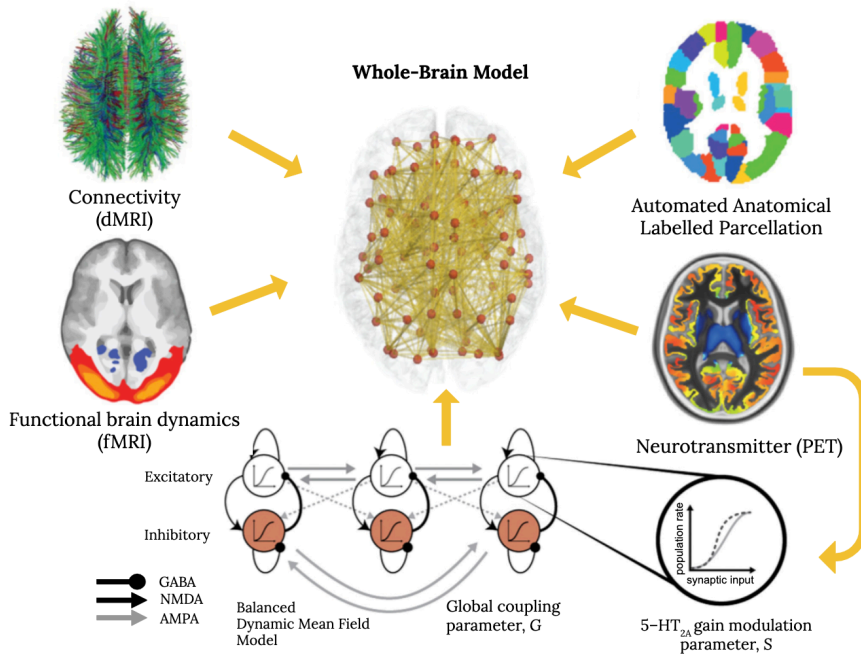 Whole-Brain Model
Connectivity
(dMRI)
Automated Anatomical
Labelled Parcellation
Functional brain dynamics
(fMRI)
Neurotransmitter (PET)
Excitatory
Inhibitory
GABA
NMDA
AMPA
Balanced
Dynamic Mean Field
Model
Global coupling
parameter, G
population rate
synaptic input
5-HT2A gain modulation
parameter, S